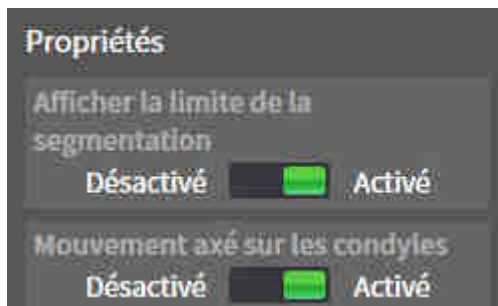 Propriétés
Afficher la limite de la
segmentation
Désactivé Activé
Mouvement axé sur les condyles
Désactivé Activé